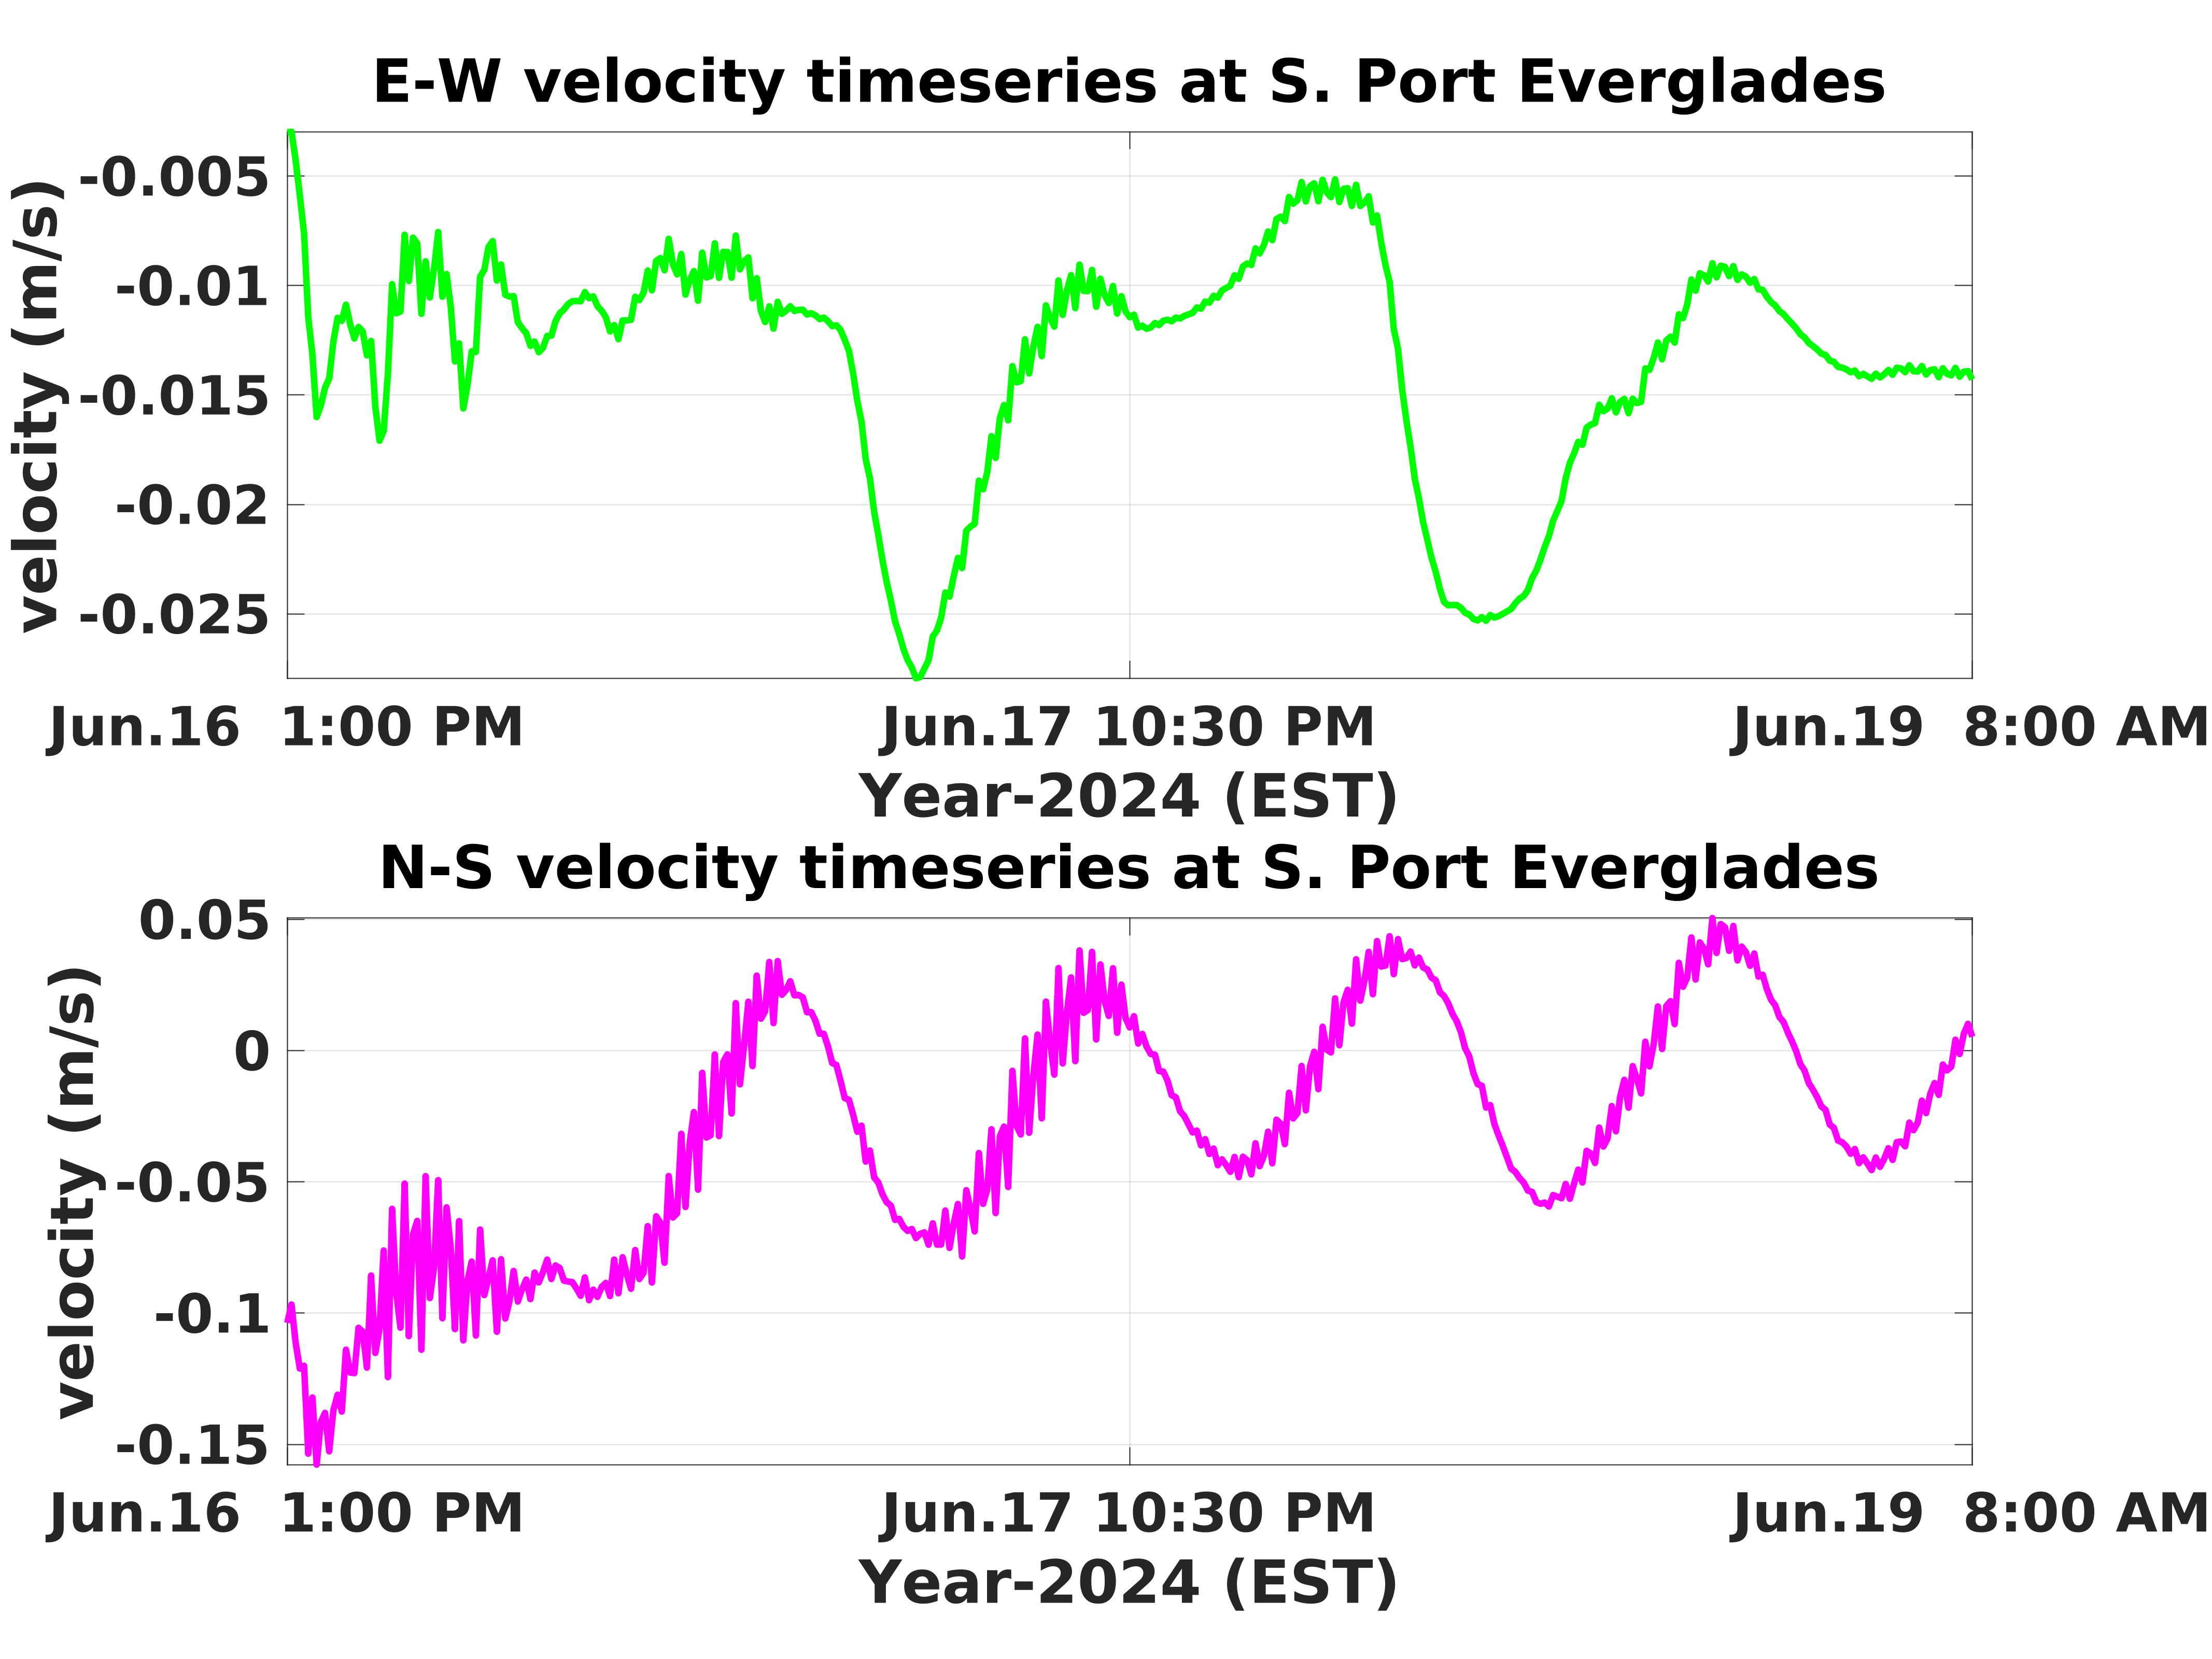 E-W velocity timeseries at S. Port Everglades
velocity (m/s)
-0.005
-0.01
-0.015
-0.02
-0.025
Jun.16  1:00 PM
Jun.17 10:30 PM
Jun.19  8:00 AM
Year-2024 (EST)
N-S velocity timeseries at S. Port Everglades
velocity (m/s)
0.05
0
-0.05
-0.1
-0.15
Jun.16  1:00 PM
Jun.17 10:30 PM
Jun.19  8:00 AM
Year-2024 (EST)